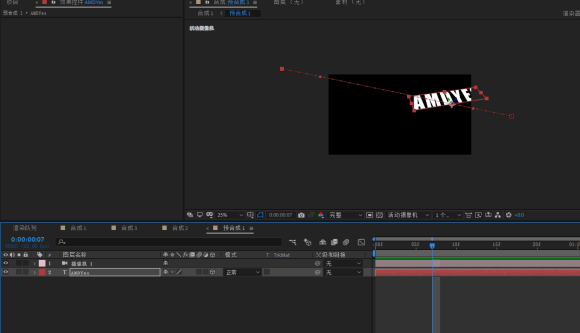 效果控件 AMDYes
合成 预合成 1
图层 （无）
素材 （无）
渲染器
预合成 1 • AMDYes
合成 1
预合成 1
活动摄像机
AMDYE
25%
0:00:00:07
完整
活动摄像机
1 个…
+0.0
渲染队列
合成 1
合成 3
合成 2
预合成 1
0:00:00:07
图层名称
模式
T TrkMat
父级和链接
:00f
05f
10f
15f
20f
01:0
1
摄像机 1
无
2
T
AMDYes
正常
无